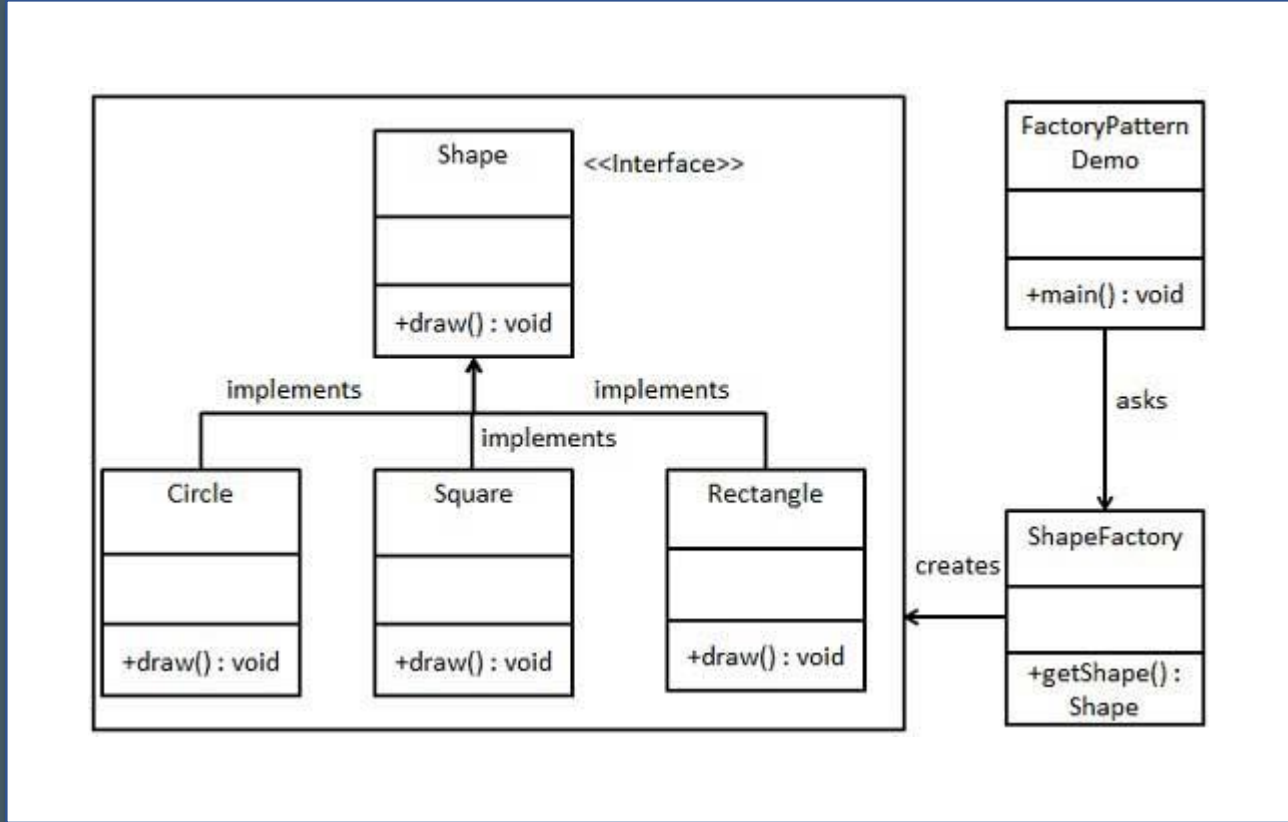 Shape
<<Interface>>
+draw() : void
implements
implements
implements
Circle
+draw() : void
Square
+draw() : void
Rectangle
+draw() : void
FactoryPattern
Demo
+main() : void
asks
ShapeFactory
+getShape() :
Shape
creates